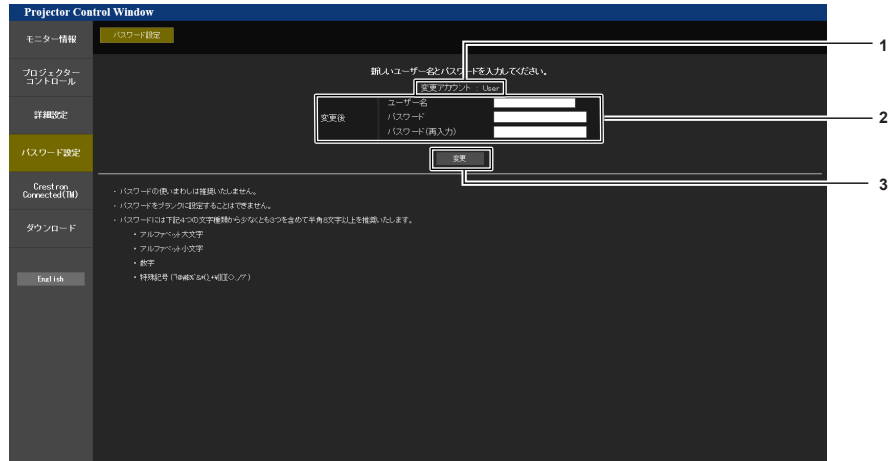 Projector Control Window
モニター情報
プロジェクター
コントロール
詳細設定
パスワード設定
Crestron
Connected(TM)
ダウンロード
English
パスワード設定
新しいユーザー名とパスワードを入力してください。
変更アカウント : User
変更後
ユーザー名
パスワード
パスワード(再入力)
変更
・パスワードの使いまわしは推奨いたしません。
・パスワードをブランクに設定することはできません。
・パスワードには下記4つの文字種類から少なくとも3つを含めて半角8文字以上を推奨いたします。
・アルファベット大文字
・アルファベット小文字
・数字
・特殊記号
1
2
3